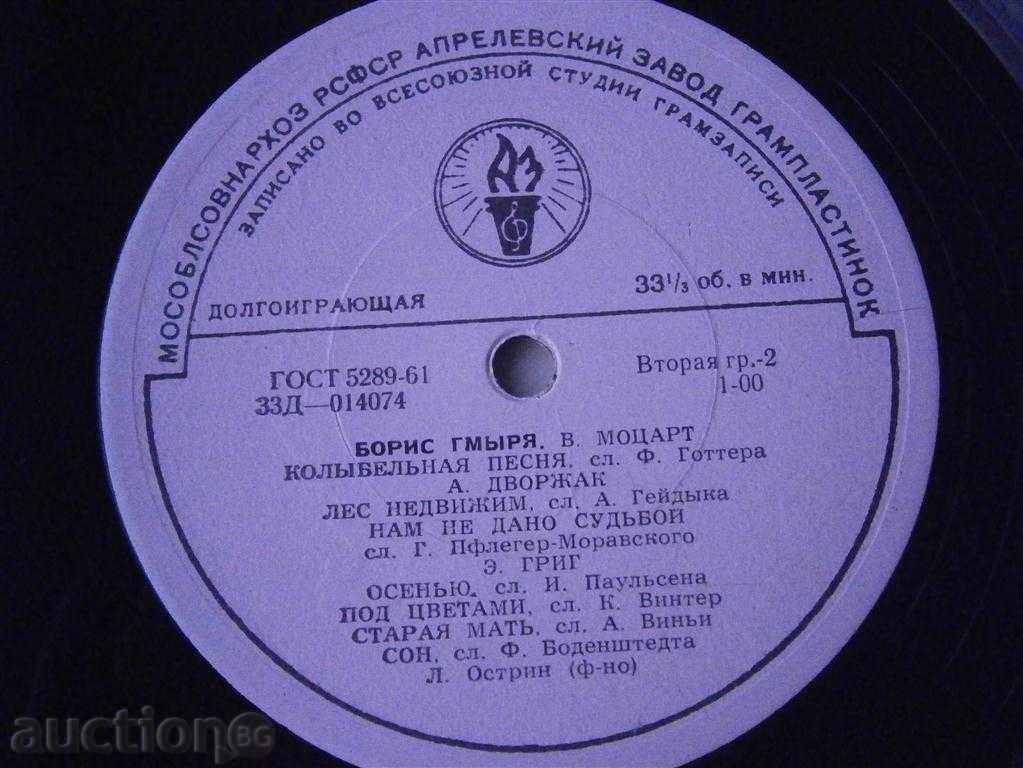 МОСОБЛСОВНАРХОЗ РСФСР АПРЕЛЕВСКИЙ ЗАВОД ГРАМПЛАСТИНОК
ЗАПИСАНО ВО ВСЕСОЮЗНОЙ СТУДИИ ГРАМЗАПИСИ
АЗ
ДОЛГОИГРАЮЩАЯ
33⅓ об. в мин.
ГОСТ 5289-61
Вторая гр.-2
33Д—014074
1-00
БОРИС ГМЫРЯ. В. МОЦАРТ
КОЛЫБЕЛЬНАЯ ПЕСНЯ, сл. Ф. Готтера
А. ДВОРЖАК
ЛЕС НЕДВИЖИМ, сл. А. Гейдыка
НАМ НЕ ДАНО СУДЬБОЙ
сл. Г. Пфлегер-Моравского
Э. ГРИГ
ОСЕНЬЮ, сл. И. Паульсена
ПОД ЦВЕТАМИ, сл. К. Винтер
СТАРАЯ МАТЬ, сл. А. Виньи
СОН, сл. Ф. Боденштедта
Л. Острин (ф-но)
auction BG